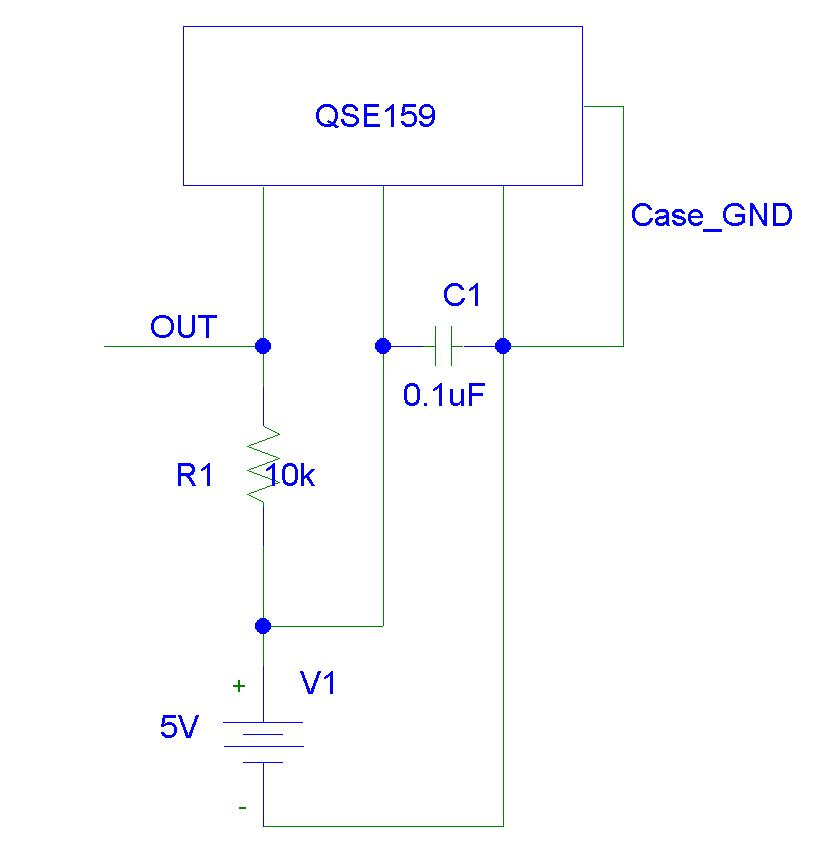 QSE159
Case_GND
C1
OUT
0.1uF
R1 10k
+
V1
5V
-